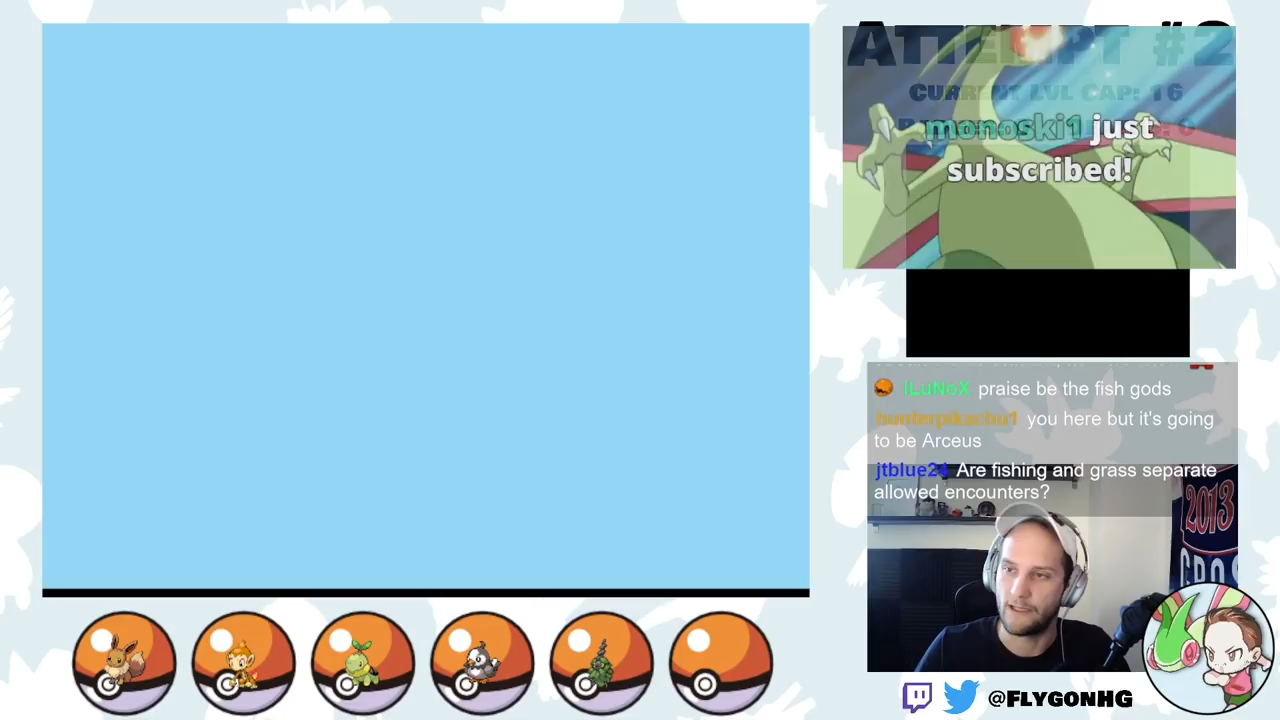 ATTEMPT #2
CURRENT LVL CAP: 16
monoski1 just
subscribed!
iLuNoX praise be the fish gods
hunterpikachu1 you here but it's going
to be Arceus
jtblue24 Are fishing and grass separate
allowed encounters?
2013
CROS
@FLYGONHG